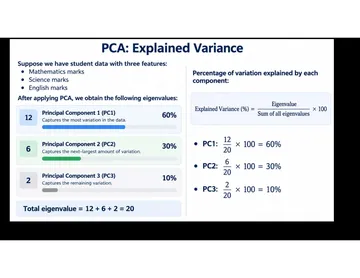 PCA: Explained Variance
Suppose we have student data with three features:
• Mathematics marks
• Science marks
• English marks
After applying PCA, we obtain the following eigenvalues:
12
Principal Component 1 (PC1)
60%
Captures the most variation in the data
6
Principal Component 2 (PC2)
30%
Captures the next-largest amount of variation.
2
Principal Component 3 (PC3)
10%
Captures the remaining variation.
Total eigenvalue = 12 + 6 + 2 = 20
Percentage of variation explained by each
component:
Explained Variance (%) = Eigenvalue / Sum of all eigenvalues × 100
• PC1: 12/20 × 100 = 60%
• PC2: 6/20 × 100 = 30%
• PC3: 2/20 × 100 = 10%